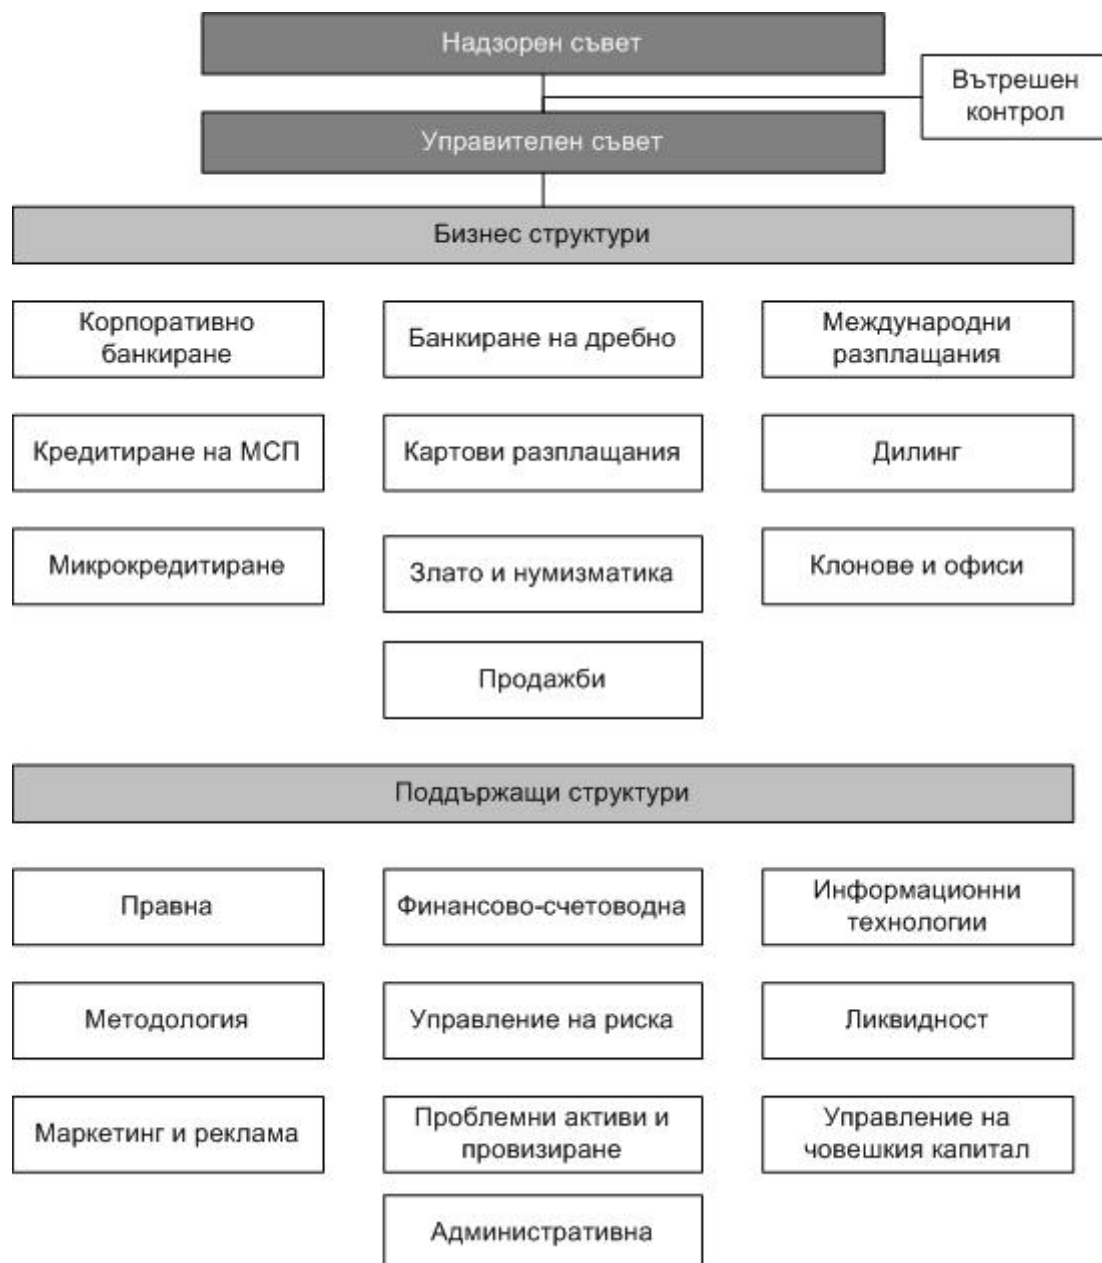 Надзорен съвет
Вътрешен
контрол
Управителен съвет
Бизнес структури
Корпоративно
банкиране
Банкиране на дребно
Международни
разплащания
Кредитиране на МСП
Картови разплащания
Дилинг
Микрокредитиране
Злато и нумизматика
Клонове и офиси
Продажби
Поддържащи структури
Правна
Финансово-счетоводна
Информационни
технологии
Методология
Управление на риска
Ликвидност
Маркетинг и реклама
Проблемни активи и
провизиране
Управление на
човешкия капитал
Административна